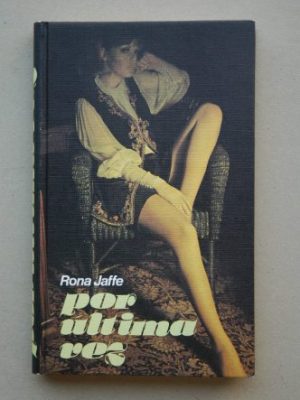 Rona Jaffe
por
ultima
vez